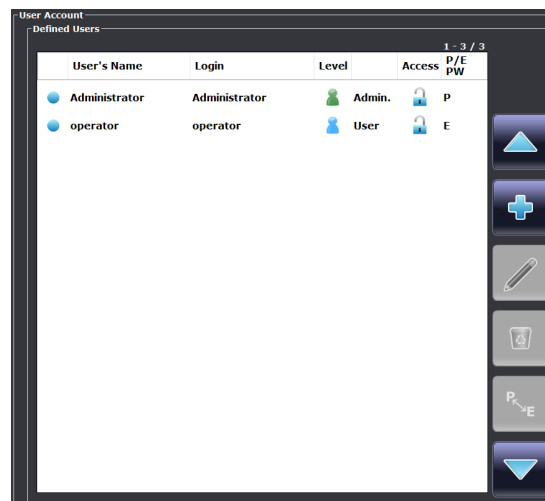 User Account
Defined Users
1 - 3 / 3
User's Name Login Level Access P/E PW
Administrator Administrator Admin. P
operator operator User E
P E